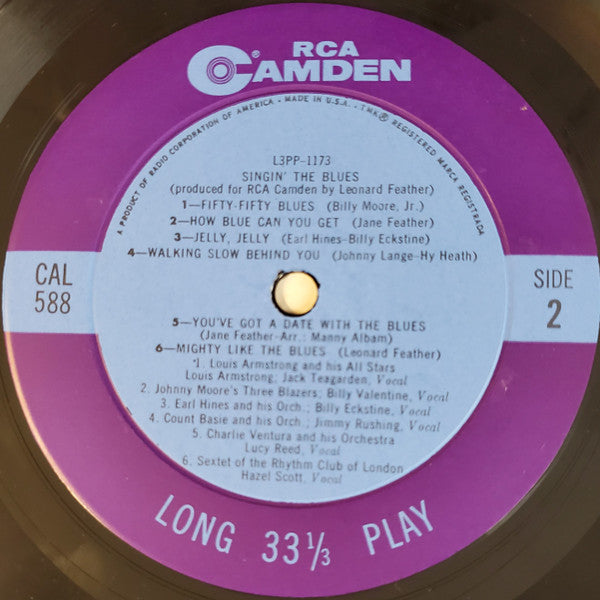 RCA
CAMDEN
A PRODUCT OF RADIO CORPORATION OF AMERICA - MADE IN U.S.A. - TMK® REGISTERED MARCA REGISTRADA
L3PP-1173
SINGIN' THE BLUES
(produced for RCA Camden by Leonard Feather)
1—FIFTY-FIFTY BLUES (Billy Moore, Jr.)
2—HOW BLUE CAN YOU GET (Jane Feather)
3—JELLY, JELLY (Earl Hines-Billy Eckstine)
4—WALKING SLOW BEHIND YOU (Johnny Lange-Hy Heath)
CAL
588
SIDE
2
5—YOU'VE GOT A DATE WITH THE BLUES
(Jane Feather-Arr.: Manny Albam)
6—MIGHTY LIKE THE BLUES (Leonard Feather)
1. Louis Armstrong and his All Stars
Louis Armstrong; Jack Teagarden, Vocal
2. Johnny Moore's Three Blazers; Billy Valentine, Vocal
3. Earl Hines and his Orch.; Billy Eckstine, Vocal
4. Count Basie and his Orch.; Jimmy Rushing, Vocal
5. Charlie Ventura and his Orchestra
Lucy Reed, Vocal
6. Sextet of the Rhythm Club of London
Hazel Scott, Vocal
LONG 33 1/3 PLAY